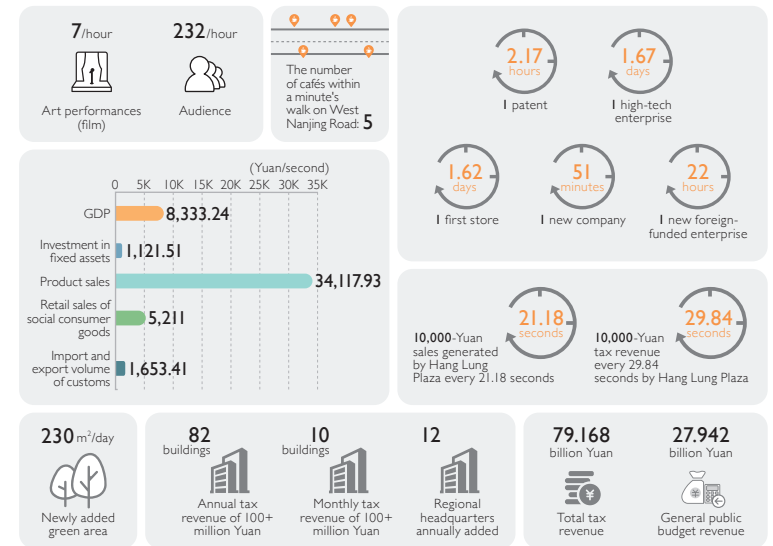 7/hour
Art performances
(film)
232/hour
Audience
The number
of cafés within
a minute's
walk on West
Nanjing Road: 5
2.17
hours
1 patent
1.67
days
1 high-tech
enterprise
1.62
days
1 first store
51
minutes
1 new company
22
hours
1 new foreign-
funded enterprise
(Yuan/second)
0 5K 10K 15K 20K 25K 30K 35K
GDP 8,333.24
Investment in
fixed assets
1,121.51
Product sales 34,117.93
Retail sales of
social consumer
goods
5,211
Import and
export volume
of customs
1,653.41
21.18
seconds
10,000-Yuan
sales generated
by Hang Lung
Plaza every 21.18 seconds
29.84
seconds
10,000-Yuan
tax revenue
every 29.84
seconds by Hang Lung Plaza
230 m²/day
Newly added
green area
82
buildings
Annual tax
revenue of 100+
million Yuan
10
buildings
Monthly tax
revenue of 100+
million Yuan
12
Regional
headquarters
annually added
79.168
billion Yuan
¥
Total tax
revenue
27.942
billion Yuan
¥
General public
budget revenue